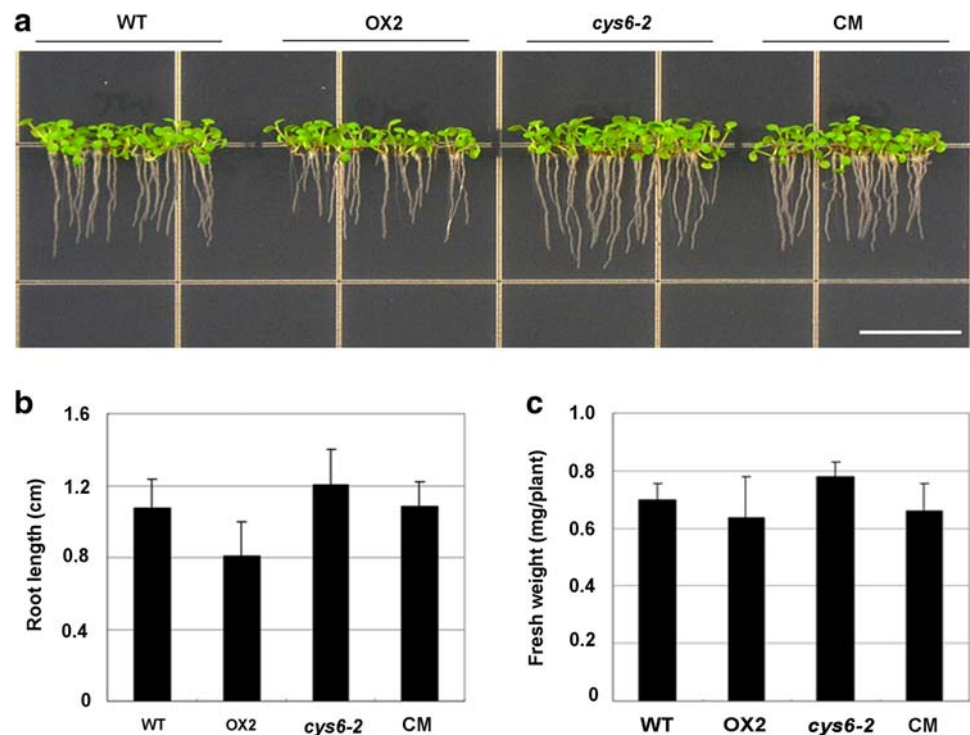 a
WT OX2 cys6-2 CM
b
Root length (cm)
1.6
1.2
0.8
0.4
0
WT OX2 cys6-2 CM
c
Fresh weight (mg/plant)
1.0
0.8
0.6
0.4
0.2
0
WT OX2 cys6-2 CM